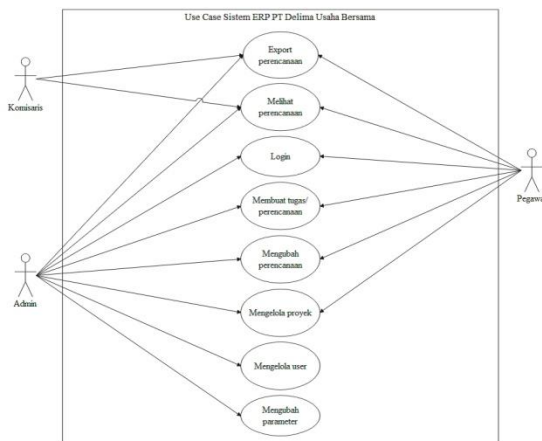 Use Case Sistem ERP PT Delima Usaha Bersama
Export
perencanaan
Komisaris
Melihat
perencanaan
Login
Pegawai
Membuat tugas/
perencanaan
Mengubah
perencanaan
Admin
Mengelola proyek
Mengelola user
Mengubah
parameter